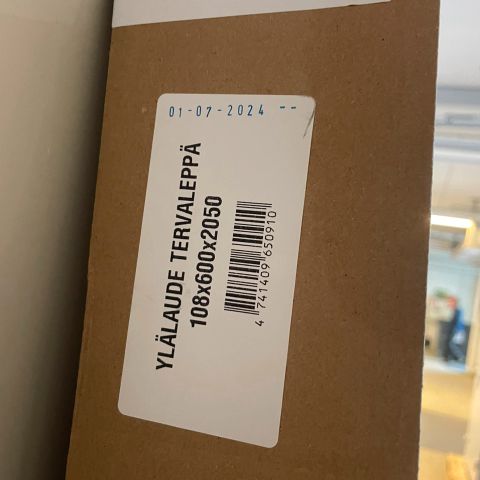 01-07-2024 --
YLÄLAUDE TERVALEPPÄ
108x600x2050
4 741409 650910